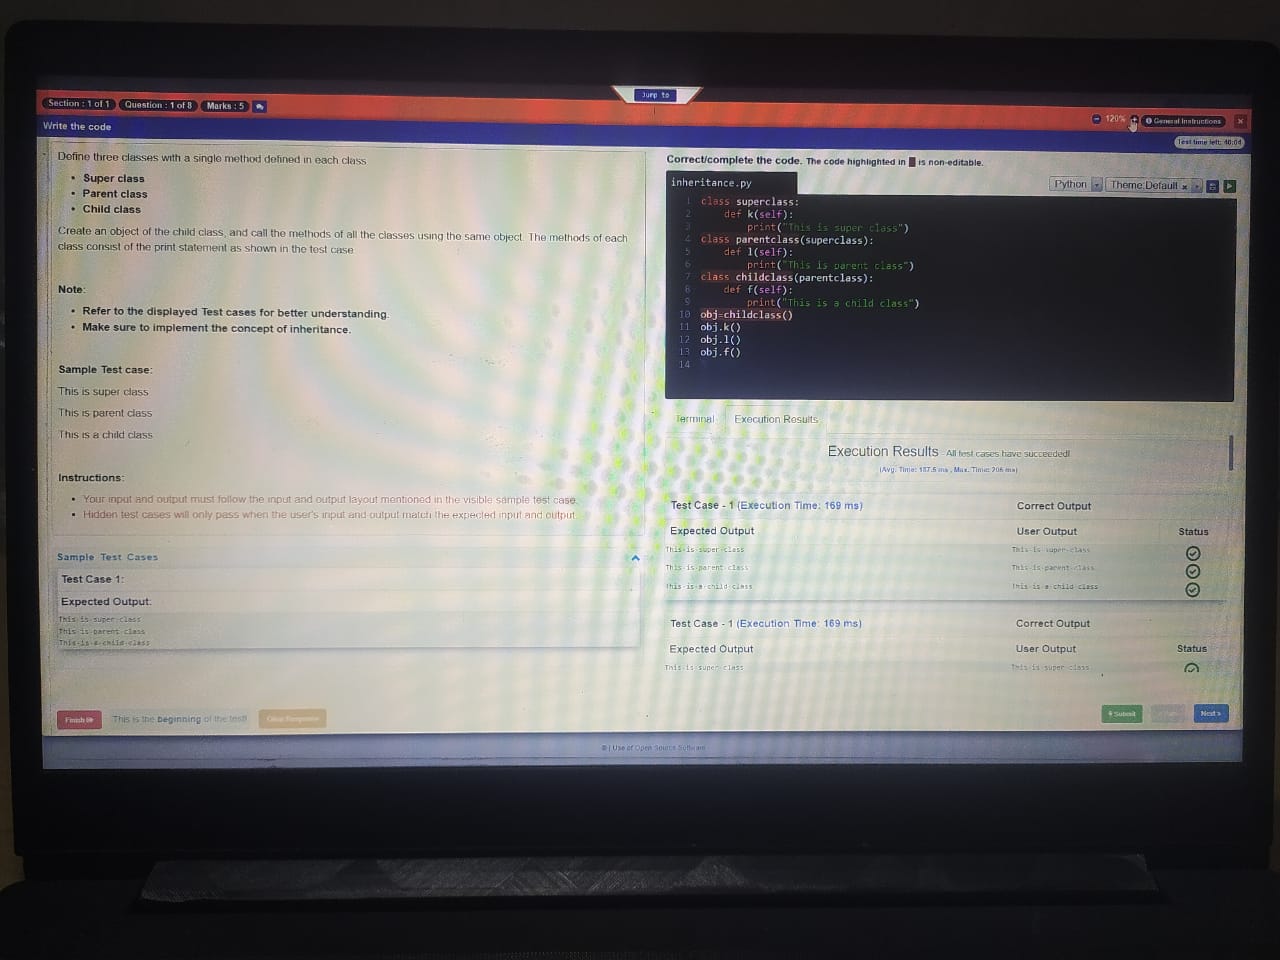 Jump to
Section : 1 of 1 Question : 1 of 8 Marks : 5
120% General Instructions
Write the code
Test time left: 40:04
Define three classes with a single method defined in each class
• Super class
• Parent class
• Child class
Create an object of the child class, and call the methods of all the classes using the same object. The methods of each
class consist of the print statement as shown in the test case
Note:
• Refer to the displayed Test cases for better understanding.
• Make sure to implement the concept of inheritance.
Sample Test case:
This is super class
This is parent class
This is a child class
Instructions:
• Your input and output must follow the input and output layout mentioned in the visible sample test case.
• Hidden test cases will only pass when the user's input and output match the expected input and output
Sample Test Cases
Test Case 1:
Expected Output:
This·is·super·class
This·is·parent·class
This·is·a·child·class
Finish This is the beginning of the test! Clear Response
Correct/complete the code. The code highlighted in is non-editable.
inheritance.py
Python Theme:Default
1 class superclass:
2 def k(self):
3 print("This is super class")
4 class parentclass(superclass):
5 def l(self):
6 print("This is parent class")
7 class childclass(parentclass):
8 def f(self):
9 print("This is a child class")
10 obj=childclass()
11 obj.k()
12 obj.l()
13 obj.f()
14
Terminal Execution Results
Execution Results All test cases have succeeded!
(Avg. Time: 187.5 ms, Max. Time: 206 ms)
Test Case - 1 (Execution Time: 169 ms) Correct Output
Expected Output User Output Status
This·is·super·class This·is·super·class
This·is·parent·class This·is·parent·class
This·is·a·child·class This·is·a·child·class
Test Case - 1 (Execution Time: 169 ms) Correct Output
Expected Output User Output Status
This·is·super·class This·is·super·class
Submit Next >
© | Use of Open Source Software